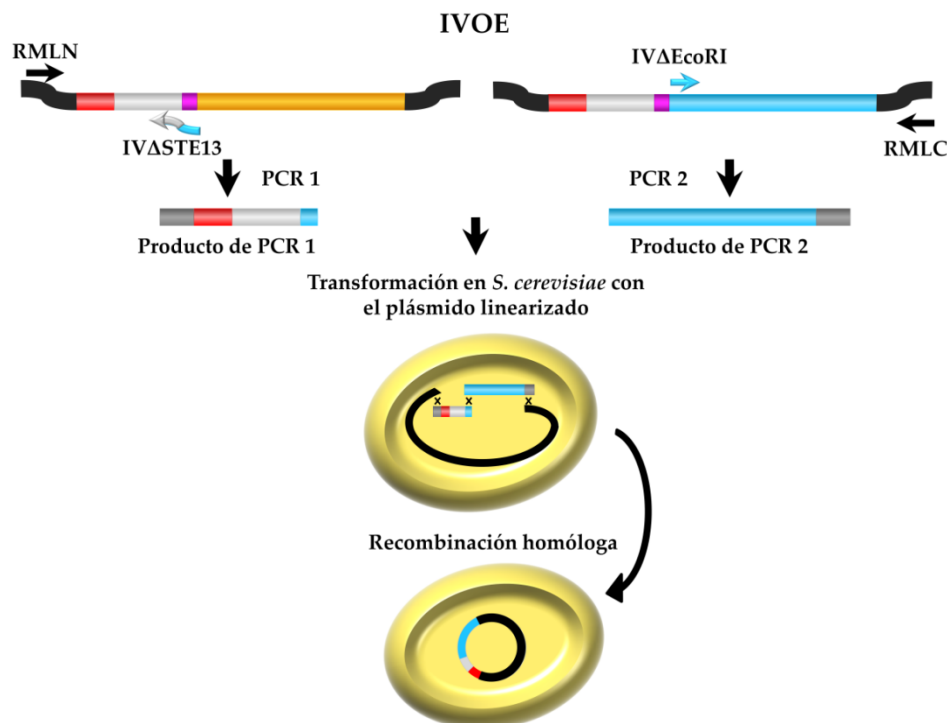 IVOE
RMLN
IVΔEcoRI
IVΔSTE13
RMLC
PCR 1
PCR 2
Producto de PCR 1
Producto de PCR 2
Transformación en S. cerevisiae con
el plásmido linearizado
x x x
Recombinación homóloga